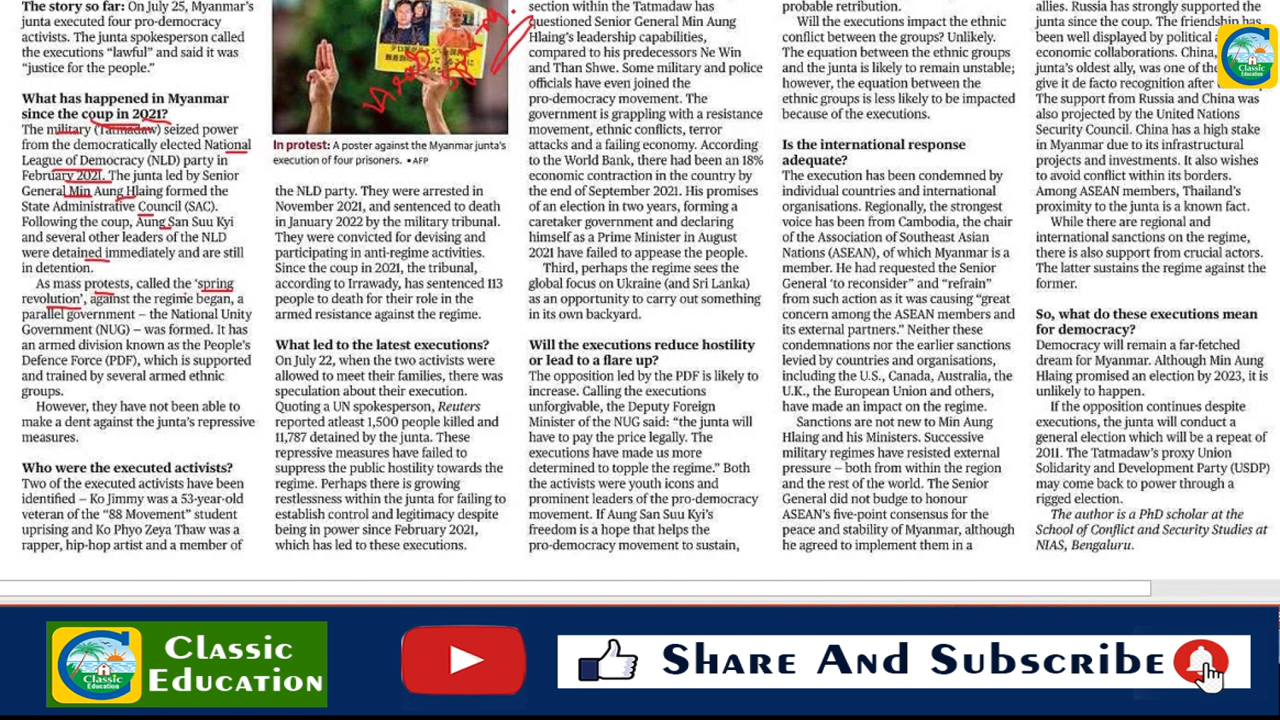 The story so far: On July 25, Myanmar's
junta executed four pro-democracy
activists. The junta spokesperson called
the executions “lawful” and said it was
“justice for the people.”
What has happened in Myanmar
since the coup in 2021?
The military (Tatmadaw) seized power
from the democratically elected National
League of Democracy (NLD) party in
February 2021. The junta led by Senior
General Min Aung Hlaing formed the
State Administrative Council (SAC).
Following the coup, Aung San Suu Kyi
and several other leaders of the NLD
were detained immediately and are still
in detention.
As mass protests, called the ‘spring
revolution’, against the regime began, a
parallel government – the National Unity
Government (NUG) – was formed. It has
an armed division known as the People's
Defence Force (PDF), which is supported
and trained by several armed ethnic
groups.
However, they have not been able to
make a dent against the junta's repressive
measures.
Who were the executed activists?
Two of the executed activists have been
identified – Ko Jimmy was a 53-year-old
veteran of the “88 Movement” student
uprising and Ko Phyo Zeya Thaw was a
rapper, hip-hop artist and a member of
In protest: A poster against the Myanmar junta's
execution of four prisoners. • AFP
the NLD party. They were arrested in
November 2021, and sentenced to death
in January 2022 by the military tribunal.
They were convicted for devising and
participating in anti-regime activities.
Since the coup in 2021, the tribunal,
according to Irrawady, has sentenced 113
people to death for their role in the
armed resistance against the regime.
What led to the latest executions?
On July 22, when the two activists were
allowed to meet their families, there was
speculation about their execution.
Quoting a UN spokesperson, Reuters
reported atleast 1,500 people killed and
11,787 detained by the junta. These
repressive measures have failed to
suppress the public hostility towards the
regime. Perhaps there is growing
restlessness within the junta for failing to
establish control and legitimacy despite
being in power since February 2021,
which has led to these executions.
section within the Tatmadaw has
questioned Senior General Min Aung
Hlaing's leadership capabilities,
compared to his predecessors Ne Win
and Than Shwe. Some military and police
officials have even joined the
pro-democracy movement. The
government is grappling with a resistance
movement, ethnic conflicts, terror
attacks and a failing economy. According
to the World Bank, there had been an 18%
economic contraction in the country by
the end of September 2021. His promises
of an election in two years, forming a
caretaker government and declaring
himself as a Prime Minister in August
2021 have failed to appease the people.
Third, perhaps the regime sees the
global focus on Ukraine (and Sri Lanka)
as an opportunity to carry out something
in its own backyard.
Will the executions reduce hostility
or lead to a flare up?
The opposition led by the PDF is likely to
increase. Calling the executions
unforgivable, the Deputy Foreign
Minister of the NUG said: “the junta will
have to pay the price legally. The
executions have made us more
determined to topple the regime.” Both
the activists were youth icons and
prominent leaders of the pro-democracy
movement. If Aung San Suu Kyi's
freedom is a hope that helps the
pro-democracy movement to sustain,
probable retribution.
Will the executions impact the ethnic
conflict between the groups? Unlikely.
The equation between the ethnic groups
and the junta is likely to remain unstable;
however, the equation between the
ethnic groups is less likely to be impacted
because of the executions.
Is the international response
adequate?
The execution has been condemned by
individual countries and international
organisations. Regionally, the strongest
voice has been from Cambodia, the chair
of the Association of Southeast Asian
Nations (ASEAN), of which Myanmar is a
member. He had requested the Senior
General ‘to reconsider” and “refrain”
from such action as it was causing “great
concern among the ASEAN members and
its external partners.” Neither these
condemnations nor the earlier sanctions
levied by countries and organisations,
including the U.S., Canada, Australia, the
U.K., the European Union and others,
have made an impact on the regime.
Sanctions are not new to Min Aung
Hlaing and his Ministers. Successive
military regimes have resisted external
pressure – both from within the region
and the rest of the world. The Senior
General did not budge to honour
ASEAN's five-point consensus for the
peace and stability of Myanmar, although
he agreed to implement them in a
allies. Russia has strongly supported the
junta since the coup. The friendship has
been well displayed by political
economic collaborations. China,
junta's oldest ally, was one of the
give it de facto recognition after
The support from Russia and China was
also projected by the United Nations
Security Council. China has a high stake
in Myanmar due to its infrastructural
projects and investments. It also wishes
to avoid conflict within its borders.
Among ASEAN members, Thailand's
proximity to the junta is a known fact.
While there are regional and
international sanctions on the regime,
there is also support from crucial actors.
The latter sustains the regime against the
former.
So, what do these executions mean
for democracy?
Democracy will remain a far-fetched
dream for Myanmar. Although Min Aung
Hlaing promised an election by 2023, it is
unlikely to happen.
If the opposition continues despite
executions, the junta will conduct a
general election which will be a repeat of
2011. The Tatmadaw's proxy Union
Solidarity and Development Party (USDP)
may come back to power through a
rigged election.
The author is a PhD scholar at the
School of Conflict and Security Studies at
NIAS, Bengaluru.
Classic
Education
Classic
Education
Classic
Education
Share And Subscribe